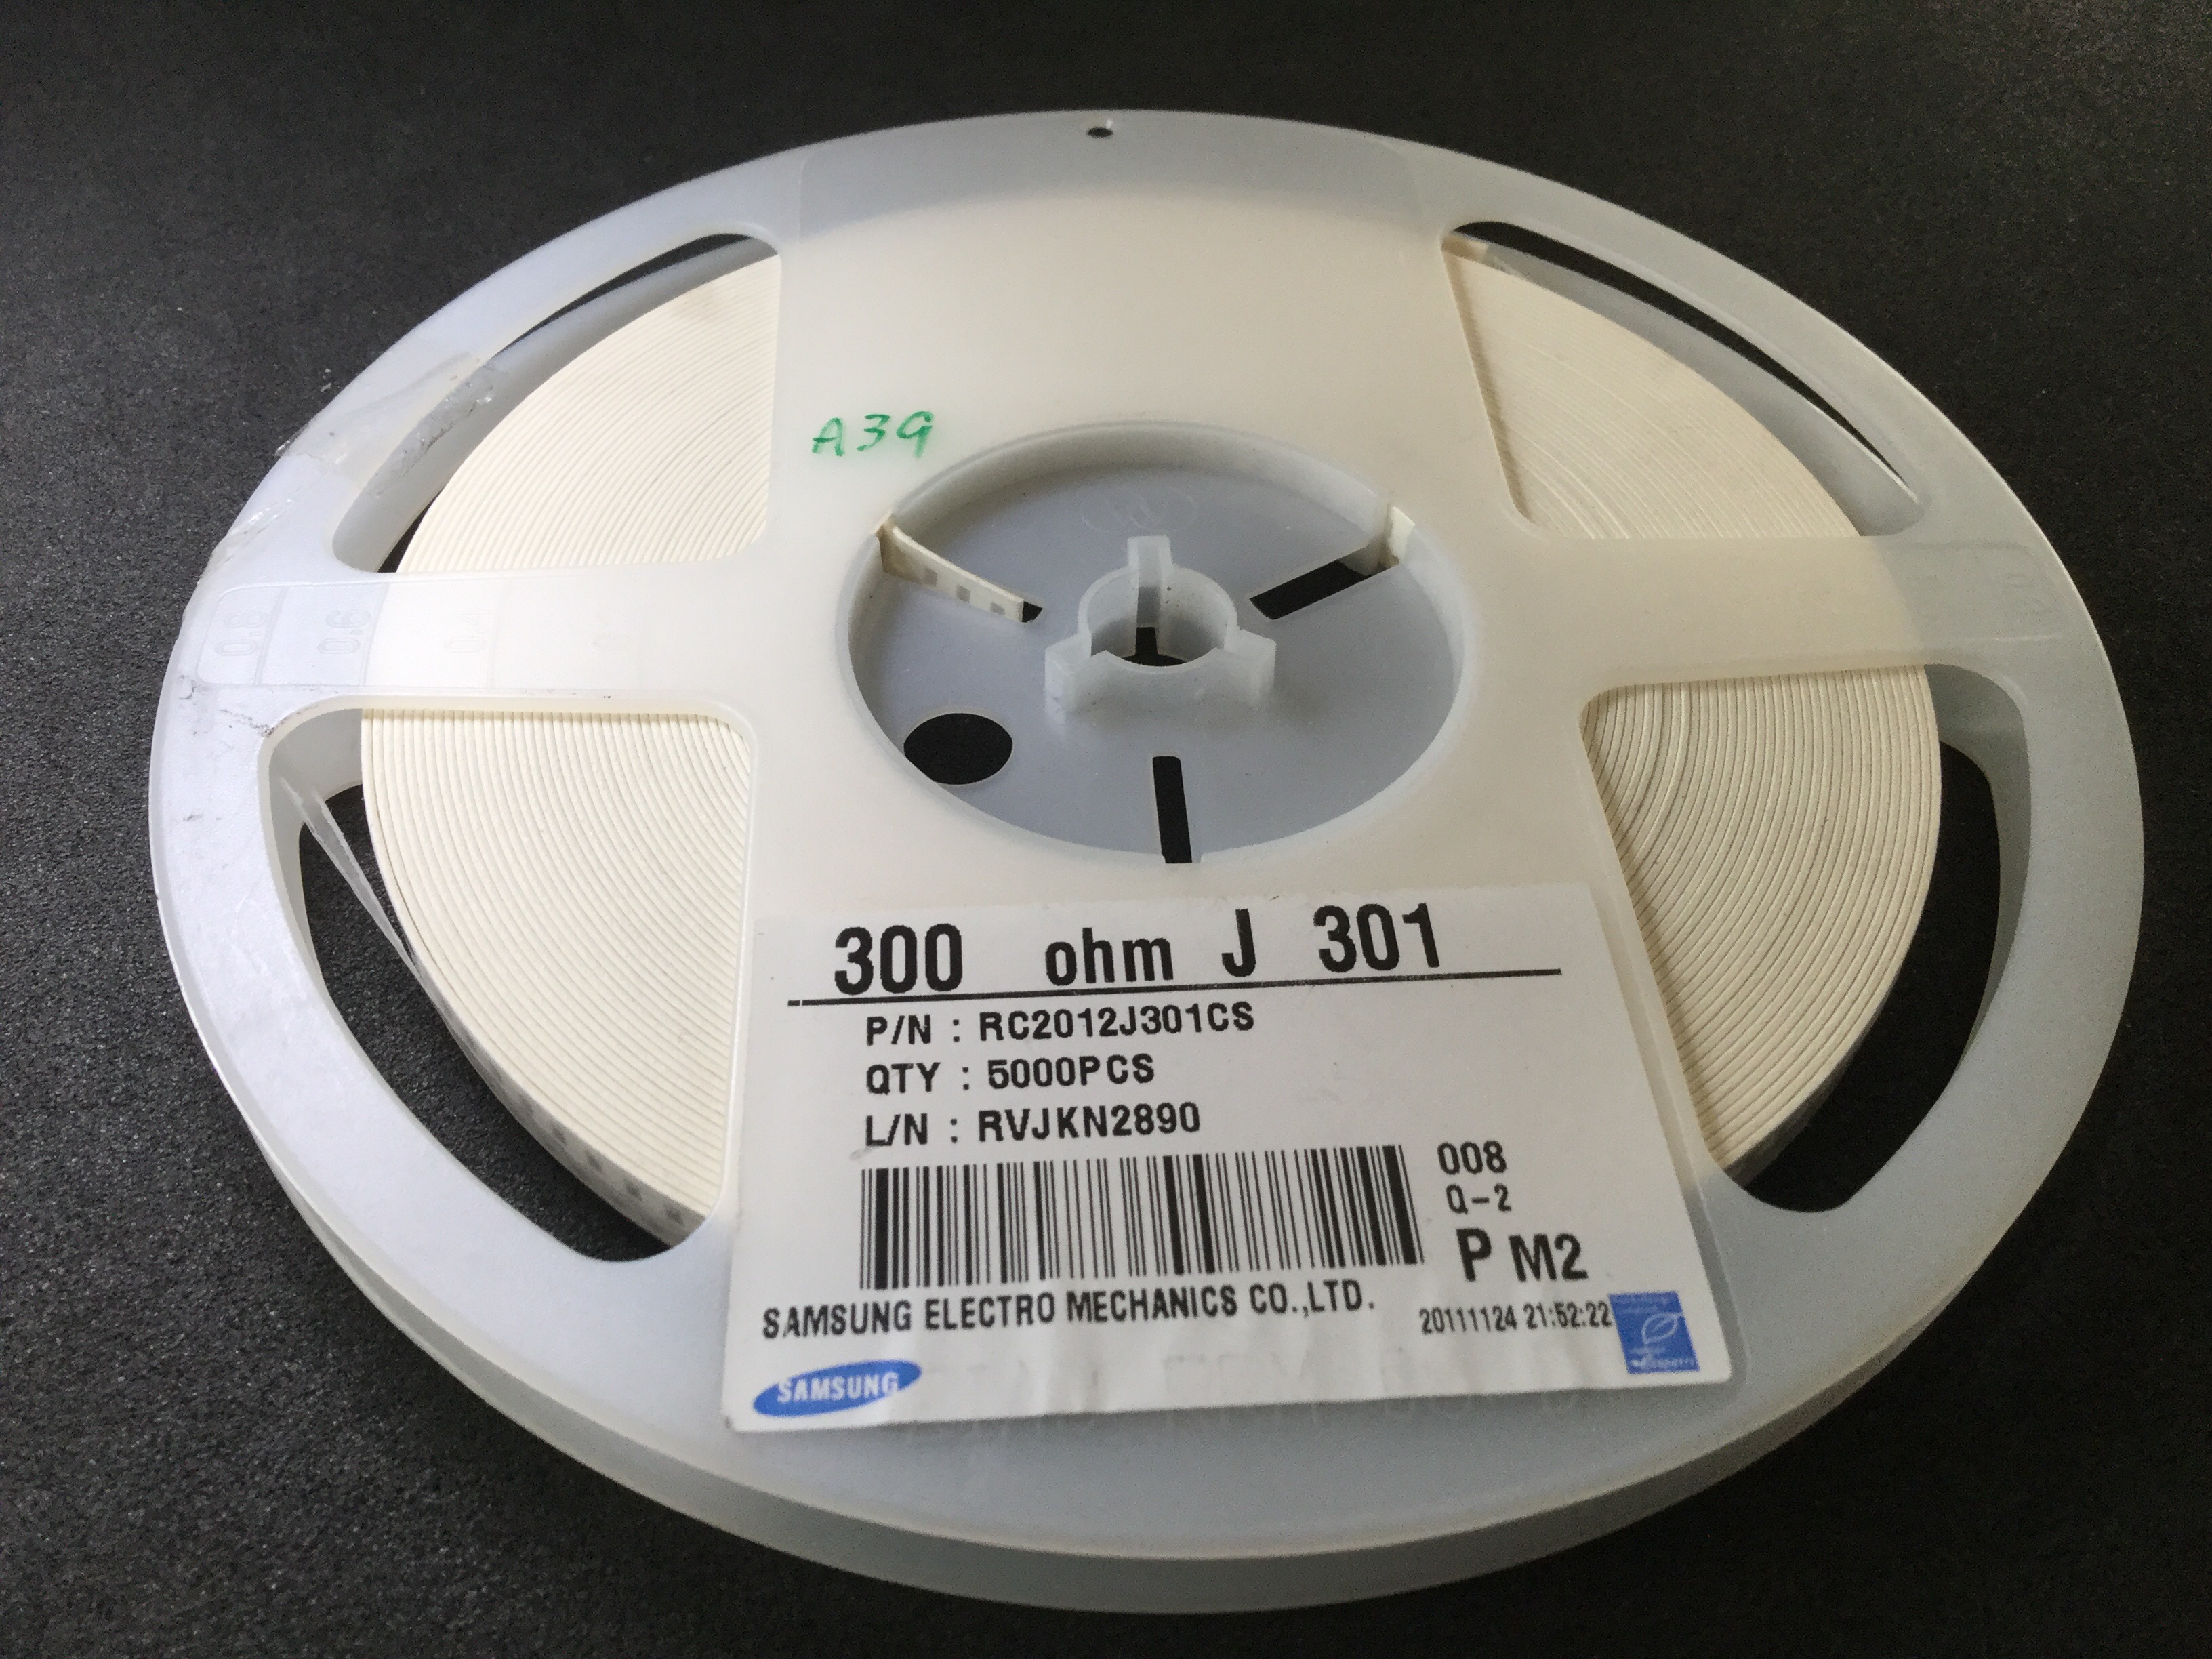 A39
0.8 0.6 0.4 0
300 ohm J 301
P/N : RC2012J301CS
QTY : 5000PCS
L/N : RVJKN2890
008
Q-2
P M2
SAMSUNG ELECTRO MECHANICS CO.,LTD.
20111124 21:52:22
SAMSUNG